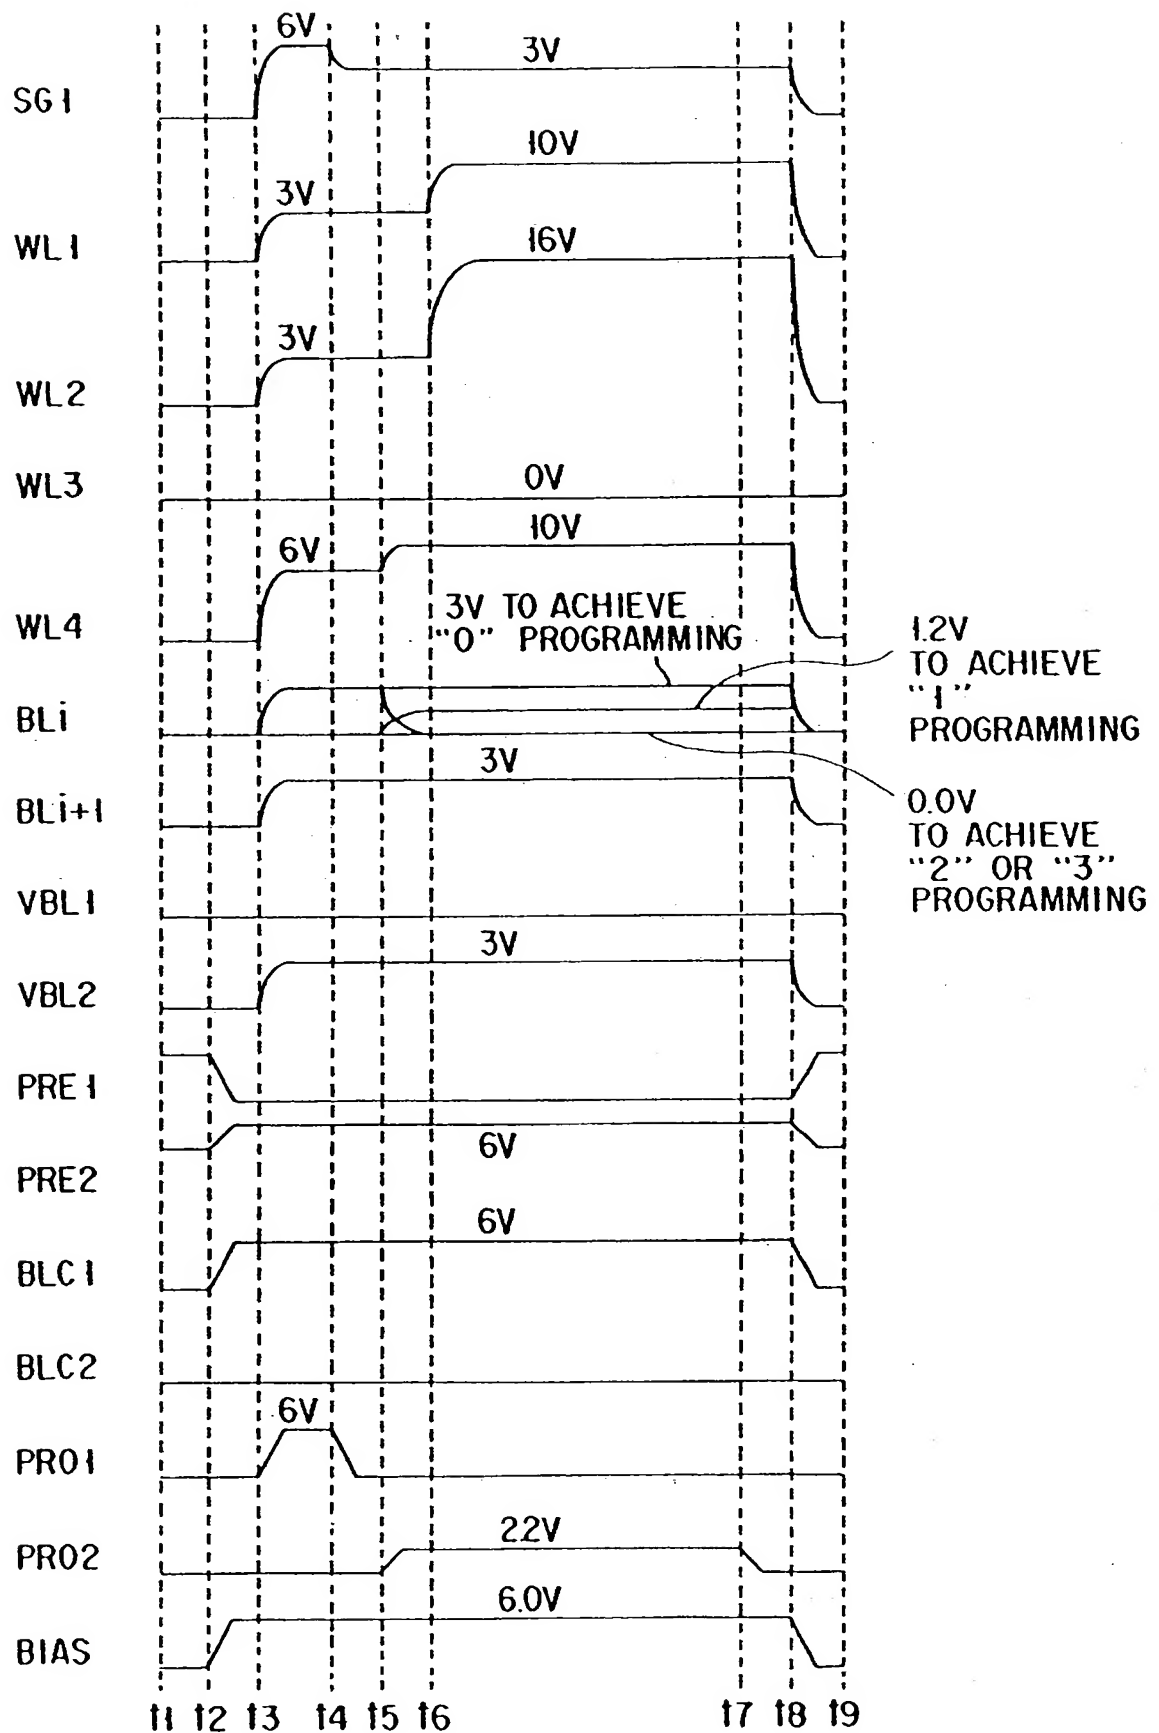 6V
3V
SG1
10V
3V
WL1
16V
3V
WL2
WL3
0V
10V
6V
WL4
3V TO ACHIEVE
"0" PROGRAMMING
1.2V
TO ACHIEVE
"1"
PROGRAMMING
BLi
3V
BLi+1
0.0V
TO ACHIEVE
"2" OR "3"
PROGRAMMING
VBL1
3V
VBL2
PRE1
6V
PRE2
6V
BLC1
BLC2
6V
PRO1
2.2V
PRO2
6.0V
BIAS
t1 t2 t3 t4 t5 t6 t7 t8 t9